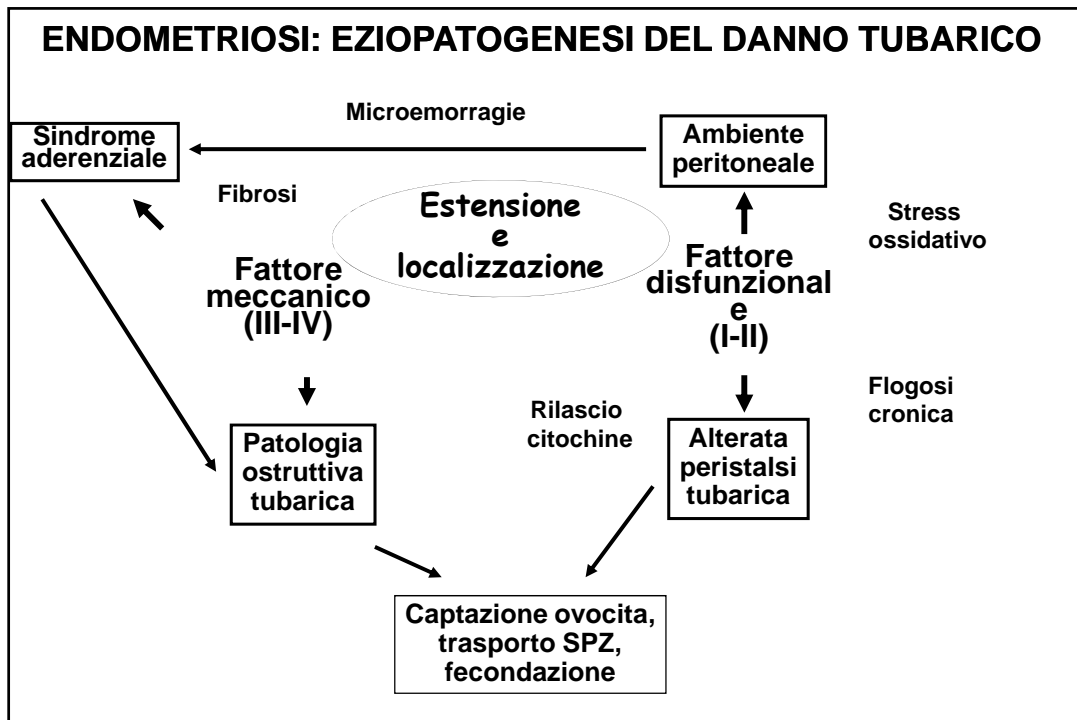 ENDOMETRIOSI: EZIOPATOGENESI DEL DANNO TUBARICO
Microemorragie
Sindrome
aderenziale
Ambiente
peritoneale
Fibrosi
Estensione
e
localizzazione
Stress
ossidativo
Fattore
meccanico
(III-IV)
Fattore
disfunzional
e
(I-II)
Flogosi
cronica
Rilascio
citochine
Patologia
ostruttiva
tubarica
Alterata
peristalsi
tubarica
Captazione ovocita,
trasporto SPZ,
fecondazione